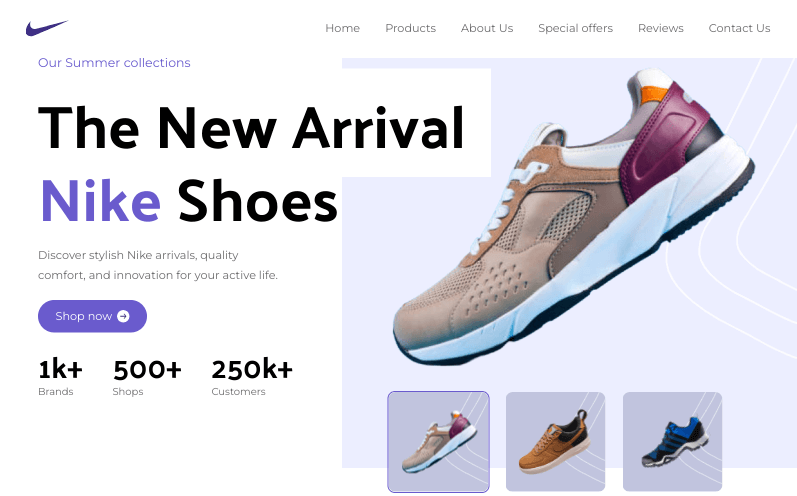 Home Products About Us Special offers Reviews Contact Us
Our Summer collections
The New Arrival
Nike Shoes
Discover stylish Nike arrivals, quality
comfort, and innovation for your active life.
Shop now
1k+ 500+ 250k+
Brands Shops Customers